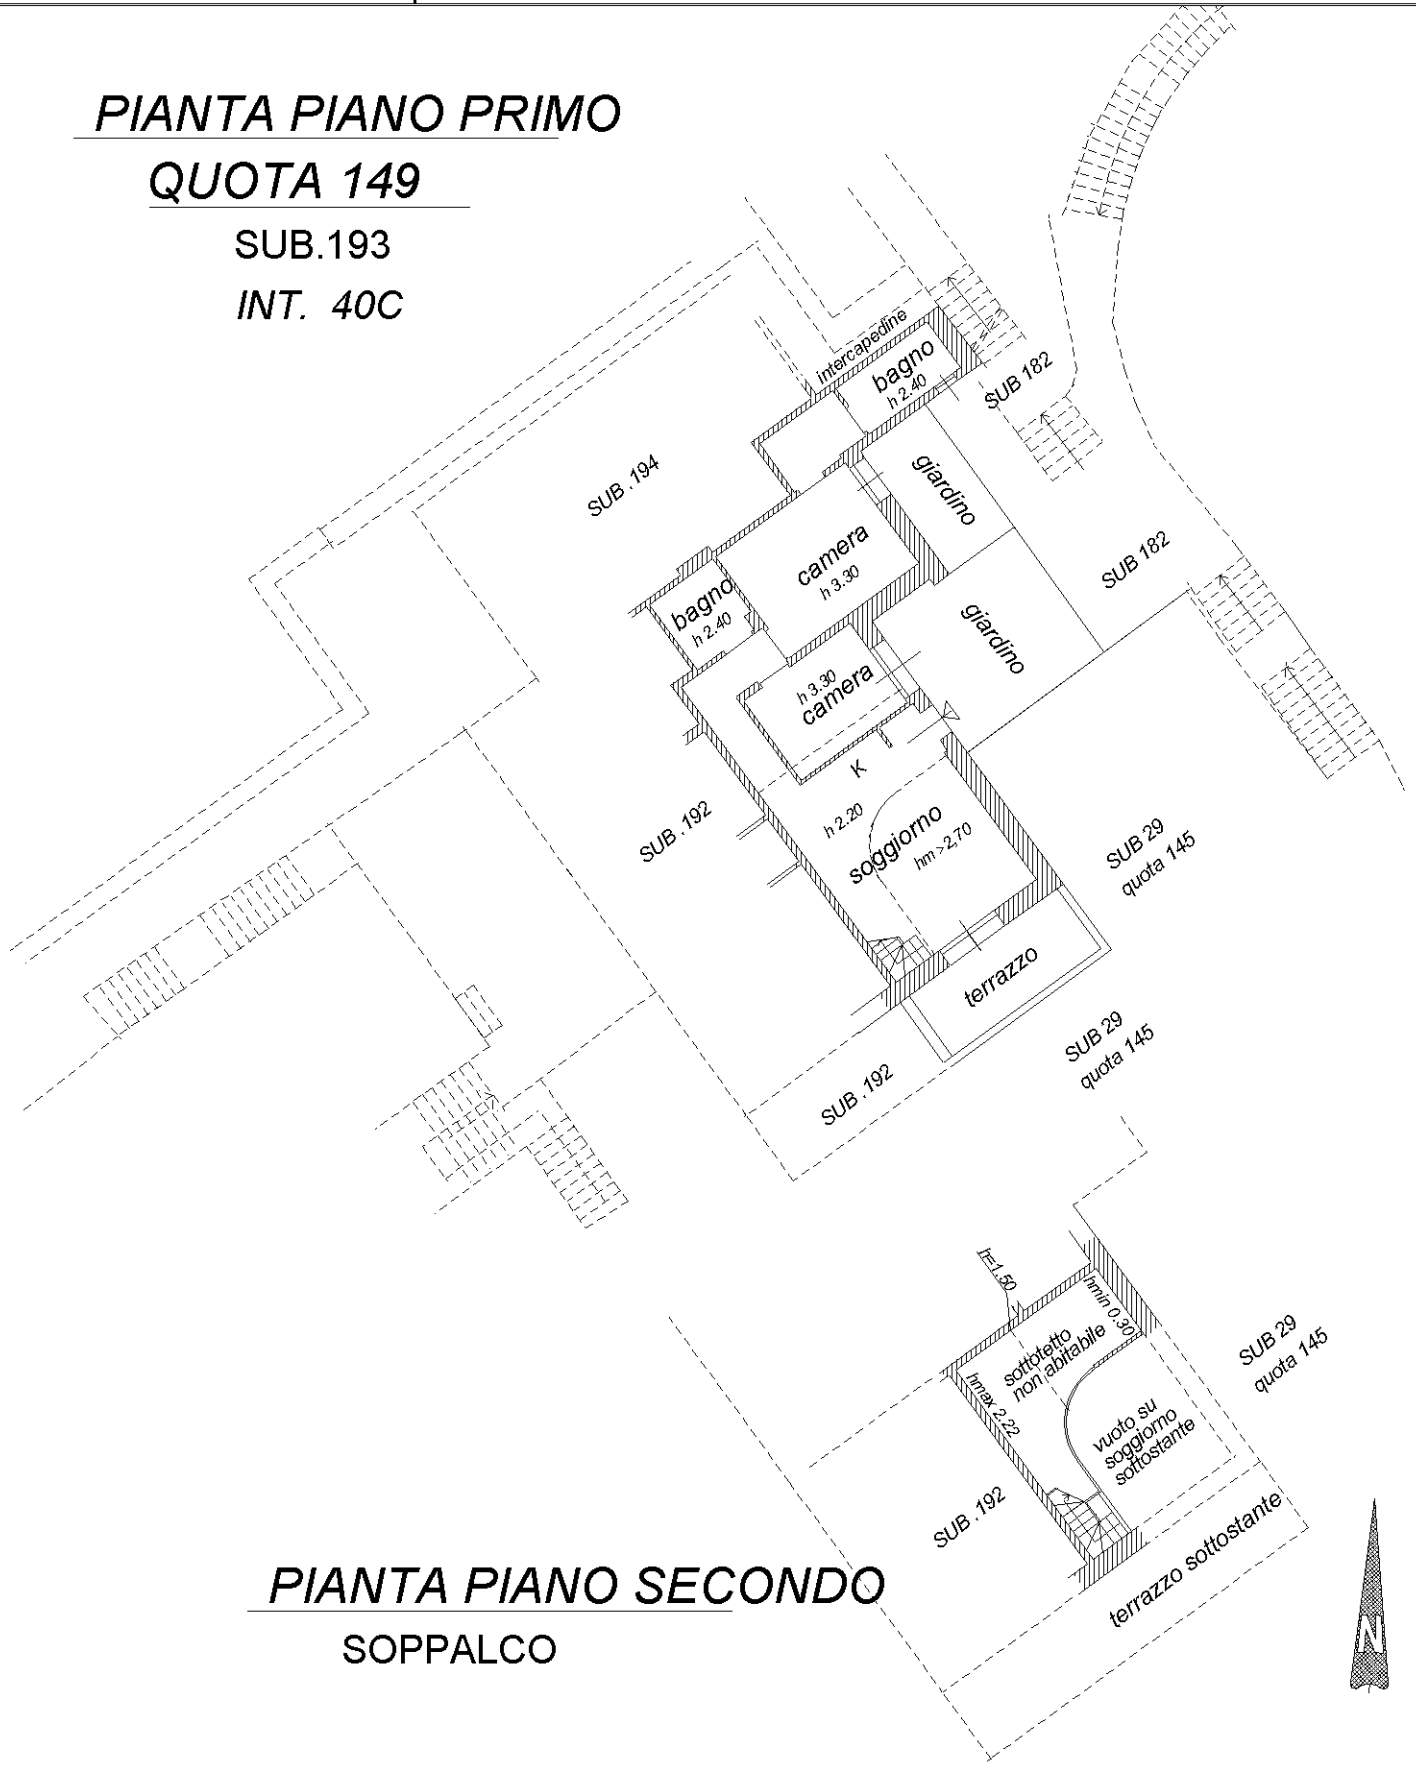 PIANTA PIANO PRIMO
QUOTA 149
SUB.193
INT. 40C
intercapedine
bagno
h 2.40
SUB 182
SUB .194
giardino
camera
h 3.30
SUB 182
bagno
h 2.40
giardino
h 3.30
camera
K
h 2.20
SUB .192
soggiorno
hm >2,70
SUB 29
quota 145
terrazzo
SUB 29
quota 145
SUB .192
h=1.50
hmin 0.30
sottotetto
non abitabile
hmax 2.22
SUB 29
quota 145
vuoto su
soggiorno
sottostante
SUB .192
terrazzo sottostante
PIANTA PIANO SECONDO
SOPPALCO
N